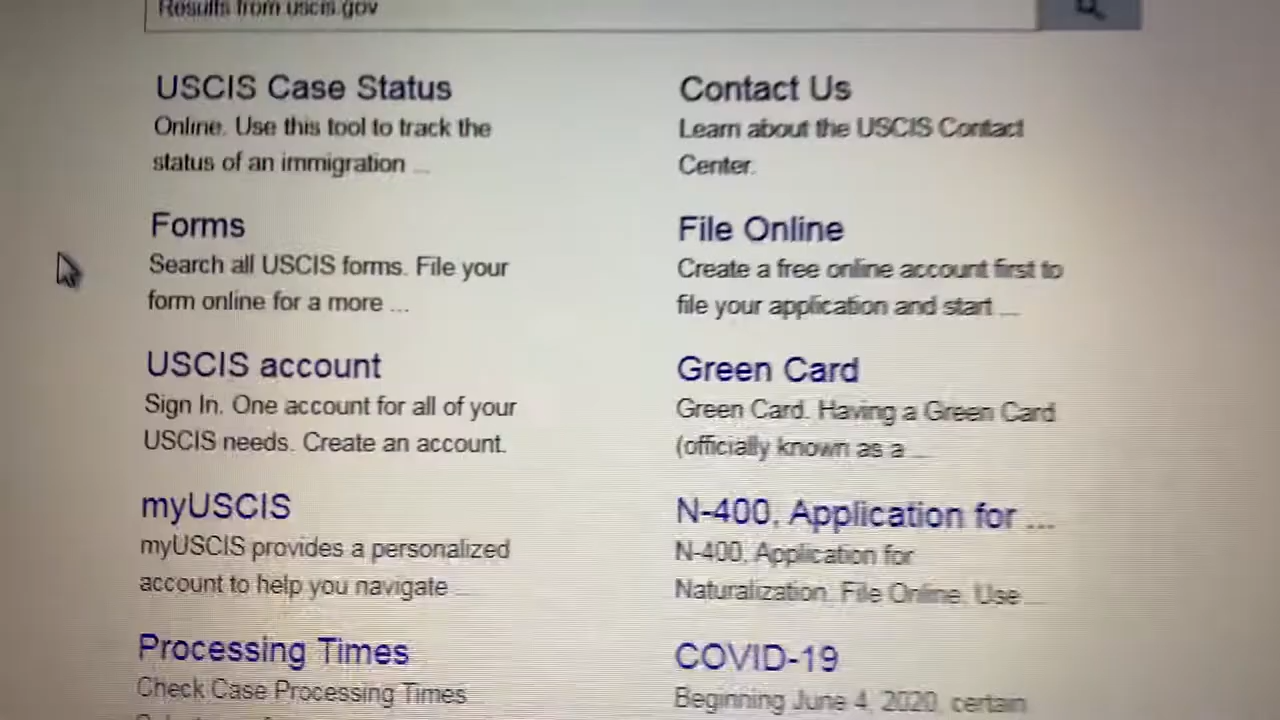 Results from uscis.gov
USCIS Case Status
Online. Use this tool to track the
status of an immigration ...
Forms
Search all USCIS forms. File your
form online for a more ...
USCIS account
Sign In. One account for all of your
USCIS needs. Create an account.
myUSCIS
myUSCIS provides a personalized
account to help you navigate ...
Processing Times
Check Case Processing Times
Contact Us
Learn about the USCIS Contact
Center.
File Online
Create a free online account first to
file your application and start ...
Green Card
Green Card. Having a Green Card
(officially known as a ...
N-400, Application for ...
N-400, Application for
Naturalization. File Online. Use ...
COVID-19
Beginning June 4, 2020, certain